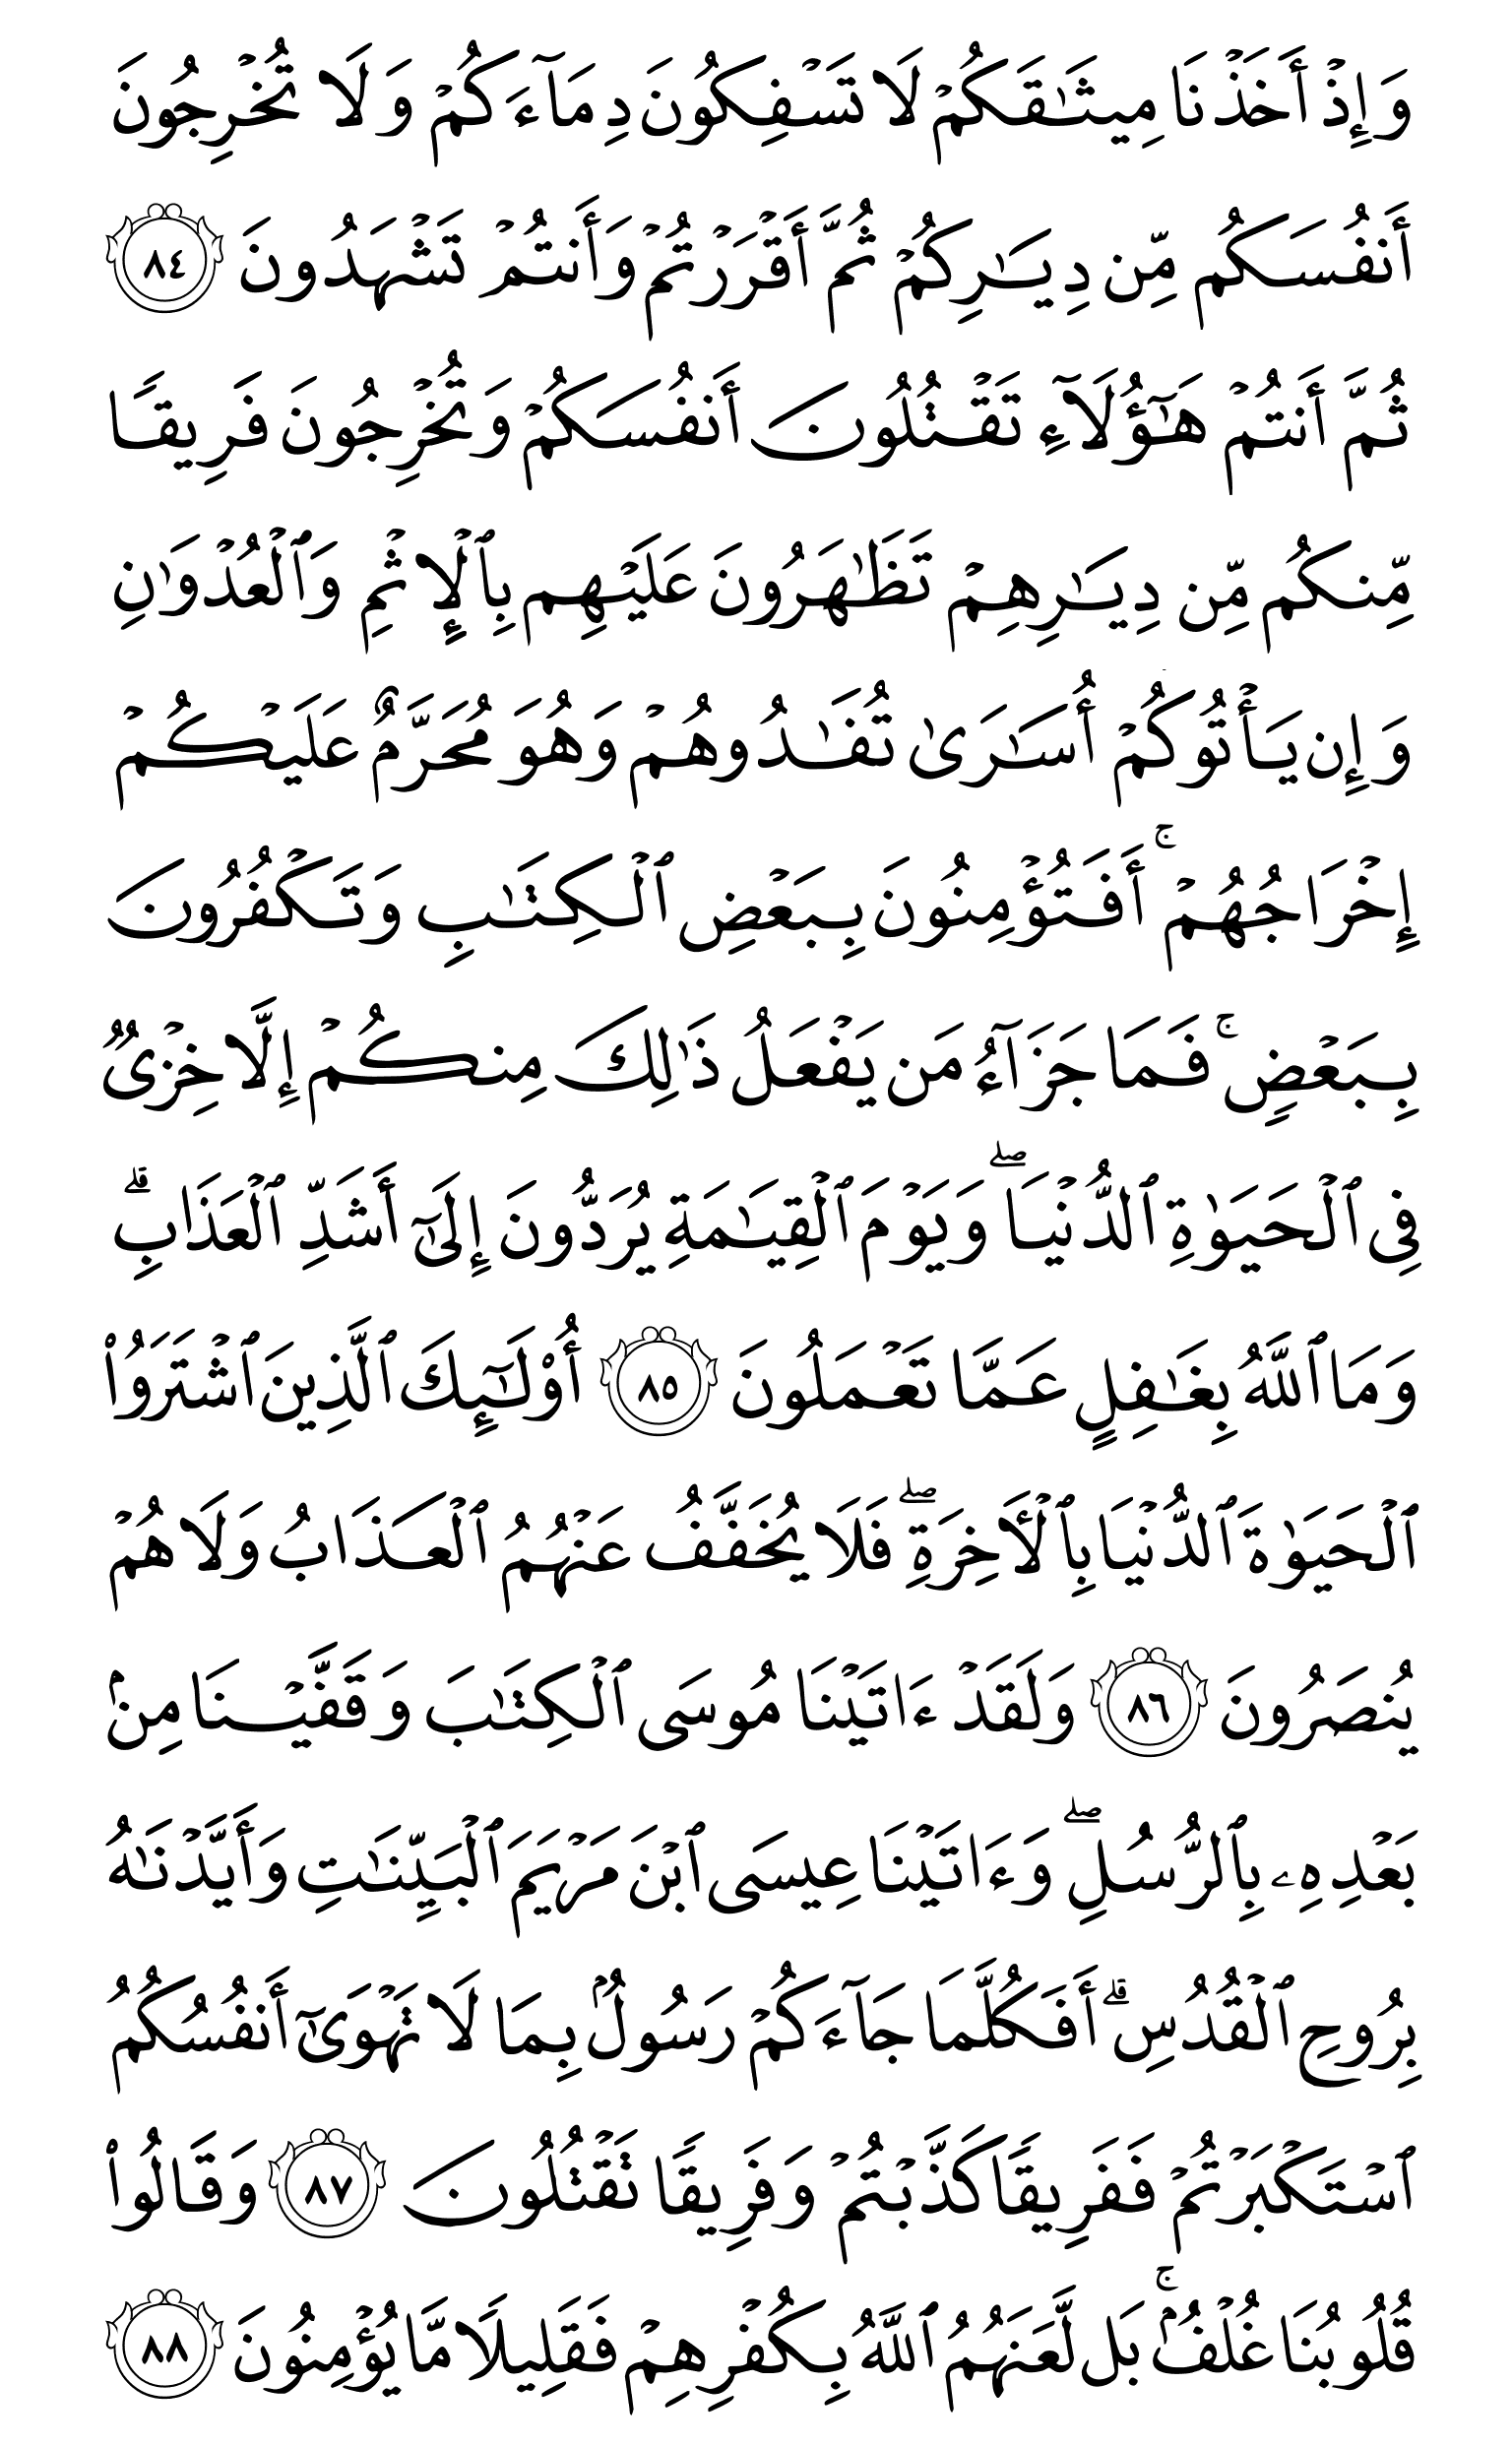 وَإِذۡ أَخَذۡنَا مِيثَـٰقَكُمۡ لَا تَسۡفِكُونَ دِمَآءَكُمۡ وَلَا تُخۡرِجُونَ
أَنفُسَكُم مِّن دِيَـٰرِكُمۡ ثُمَّ أَقۡرَرۡتُمۡ وَأَنتُمۡ تَشۡهَدُونَ ٨٤
ثُمَّ أَنتُمۡ هَـٰٓؤُلَآءِ تَقۡتُلُونَ أَنفُسَكُمۡ وَتُخۡرِجُونَ فَرِيقٗا
مِّنكُم مِّن دِيَـٰرِهِمۡ تَظَـٰهَرُونَ عَلَيۡهِم بِٱلۡإِثۡمِ وَٱلۡعُدۡوَٰنِ
وَإِن يَأۡتُوكُمۡ أُسَـٰرَىٰ تُفَـٰدُوهُمۡ وَهُوَ مُحَرَّمٌ عَلَيۡكُمۡ
إِخۡرَاجُهُمۡۚ أَفَتُؤۡمِنُونَ بِبَعۡضِ ٱلۡكِتَـٰبِ وَتَكۡفُرُونَ
بِبَعۡضٖۚ فَمَا جَزَآءُ مَن يَفۡعَلُ ذَٰلِكَ مِنكُمۡ إِلَّا خِزۡيٞ
فِي ٱلۡحَيَوٰةِ ٱلدُّنۡيَاۖ وَيَوۡمَ ٱلۡقِيَـٰمَةِ يُرَدُّونَ إِلَىٰٓ أَشَدِّ ٱلۡعَذَابِۗ
وَمَا ٱللَّهُ بِغَـٰفِلٍ عَمَّا تَعۡمَلُونَ ٨٥ أُوْلَـٰٓئِكَ ٱلَّذِينَ ٱشۡتَرَوُاْ
ٱلۡحَيَوٰةَ ٱلدُّنۡيَا بِٱلۡأَخِرَةِۖ فَلَا يُخَفَّفُ عَنۡهُمُ ٱلۡعَذَابُ وَلَا هُمۡ
يُنصَرُونَ ٨٦ وَلَقَدۡ ءَاتَيۡنَا مُوسَى ٱلۡكِتَـٰبَ وَقَفَّيۡنَا مِنۢ
بَعۡدِهِۦ بِٱلرُّسُلِۖ وَءَاتَيۡنَا عِيسَى ٱبۡنَ مَرۡيَمَ ٱلۡبَيِّنَـٰتِ وَأَيَّدۡنَـٰهُ
بِرُوحِ ٱلۡقُدُسِۗ أَفَكُلَّمَا جَآءَكُمۡ رَسُولُۢ بِمَا لَا تَهۡوَىٰٓ أَنفُسُكُمُ
ٱسۡتَكۡبَرۡتُمۡ فَفَرِيقٗا كَذَّبۡتُمۡ وَفَرِيقٗا تَقۡتُلُونَ ٨٧ وَقَالُواْ
قُلُوبُنَا غُلۡفُۢۚ بَل لَّعَنَهُمُ ٱللَّهُ بِكُفۡرِهِمۡ فَقَلِيلٗا مَّا يُؤۡمِنُونَ ٨٨